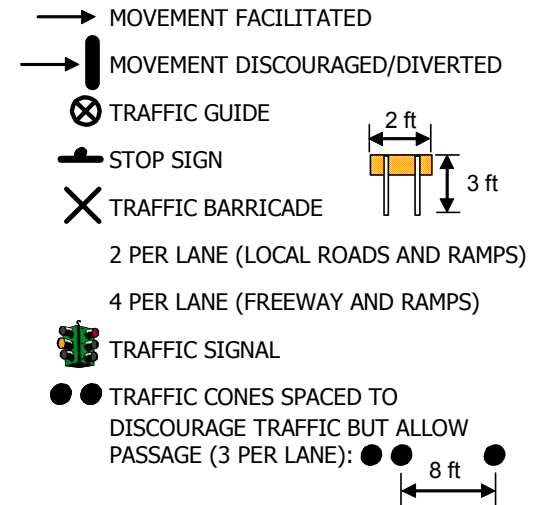 MOVEMENT FACILITATED
MOVEMENT DISCOURAGED/DIVERTED
TRAFFIC GUIDE
2 ft
STOP SIGN
3 ft
TRAFFIC BARRICADE
2 PER LANE (LOCAL ROADS AND RAMPS)
4 PER LANE (FREEWAY AND RAMPS)
TRAFFIC SIGNAL
TRAFFIC CONES SPACED TO
DISCOURAGE TRAFFIC BUT ALLOW
PASSAGE (3 PER LANE):
8 ft